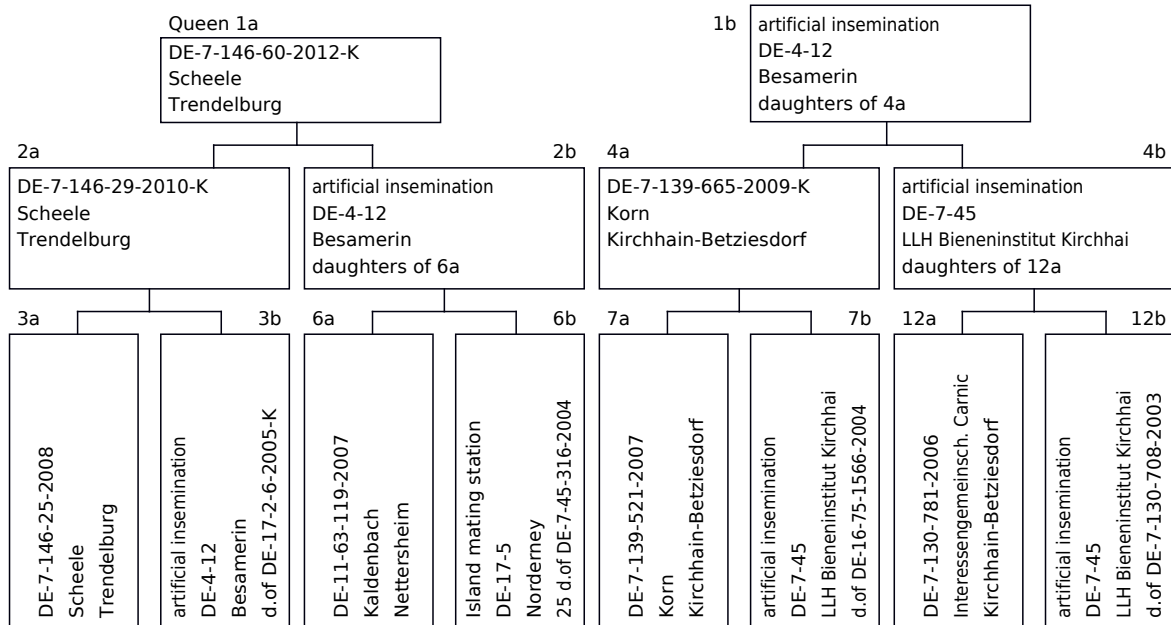 Queen 1a
DE-7-146-60-2012-K
Scheele
Trendelburg
1b
artificial insemination
DE-4-12
Besamerin
daughters of 4a
2a
DE-7-146-29-2010-K
Scheele
Trendelburg
2b
artificial insemination
DE-4-12
Besamerin
daughters of 6a
4a
DE-7-139-665-2009-K
Korn
Kirchhain-Betziesdorf
4b
artificial insemination
DE-7-45
LLH Bieneninstitut Kirchhai
daughters of 12a
3a
DE-7-146-25-2008
Scheele
Trendelburg
3b
artificial insemination
DE-4-12
Besamerin
d.of DE-17-2-6-2005-K
6a
DE-11-63-119-2007
Kaldenbach
Nettersheim
6b
Island mating station
DE-17-5
Norderney
25 d.of DE-7-45-316-2004
7a
DE-7-139-521-2007
Korn
Kirchhain-Betziesdorf
7b
artificial insemination
DE-7-45
LLH Bieneninstitut Kirchhai
d.of DE-16-75-1566-2004
12a
DE-7-130-781-2006
Interessengemeinsch. Carnic
Kirchhain-Betziesdorf
12b
artificial insemination
DE-7-45
LLH Bieneninstitut Kirchhai
d.of DE-7-130-708-2003